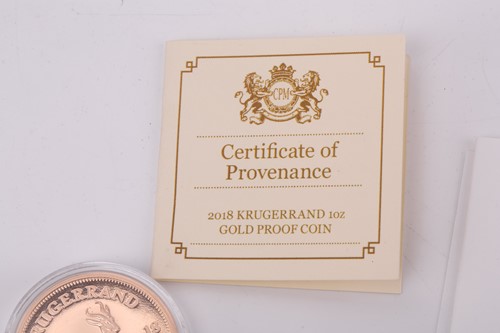 CPM
Certificate of
Provenance
2018 KRUGERRAND 1oz
GOLD PROOF COIN
KRUGERRAND